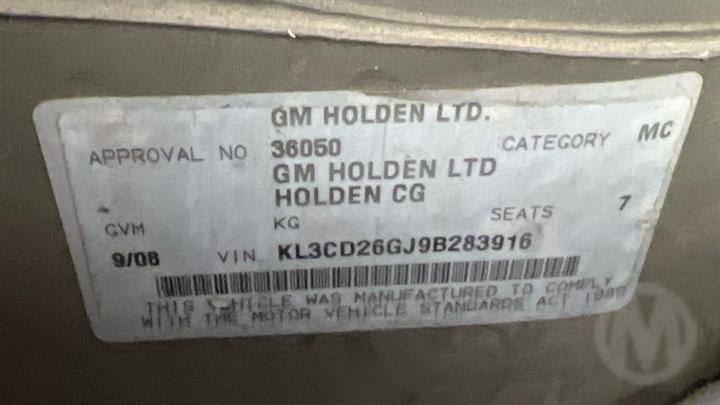 GM HOLDEN LTD.
APPROVAL NO 36050 CATEGORY MC
GM HOLDEN LTD
HOLDEN CG
GVM KG SEATS 7
9/08 VIN KL3CD26GJ9B283916
THIS VEHICLE WAS MANUFACTURED TO COMPLY
WITH THE MOTOR VEHICLE STANDARDS ACT 1989
M